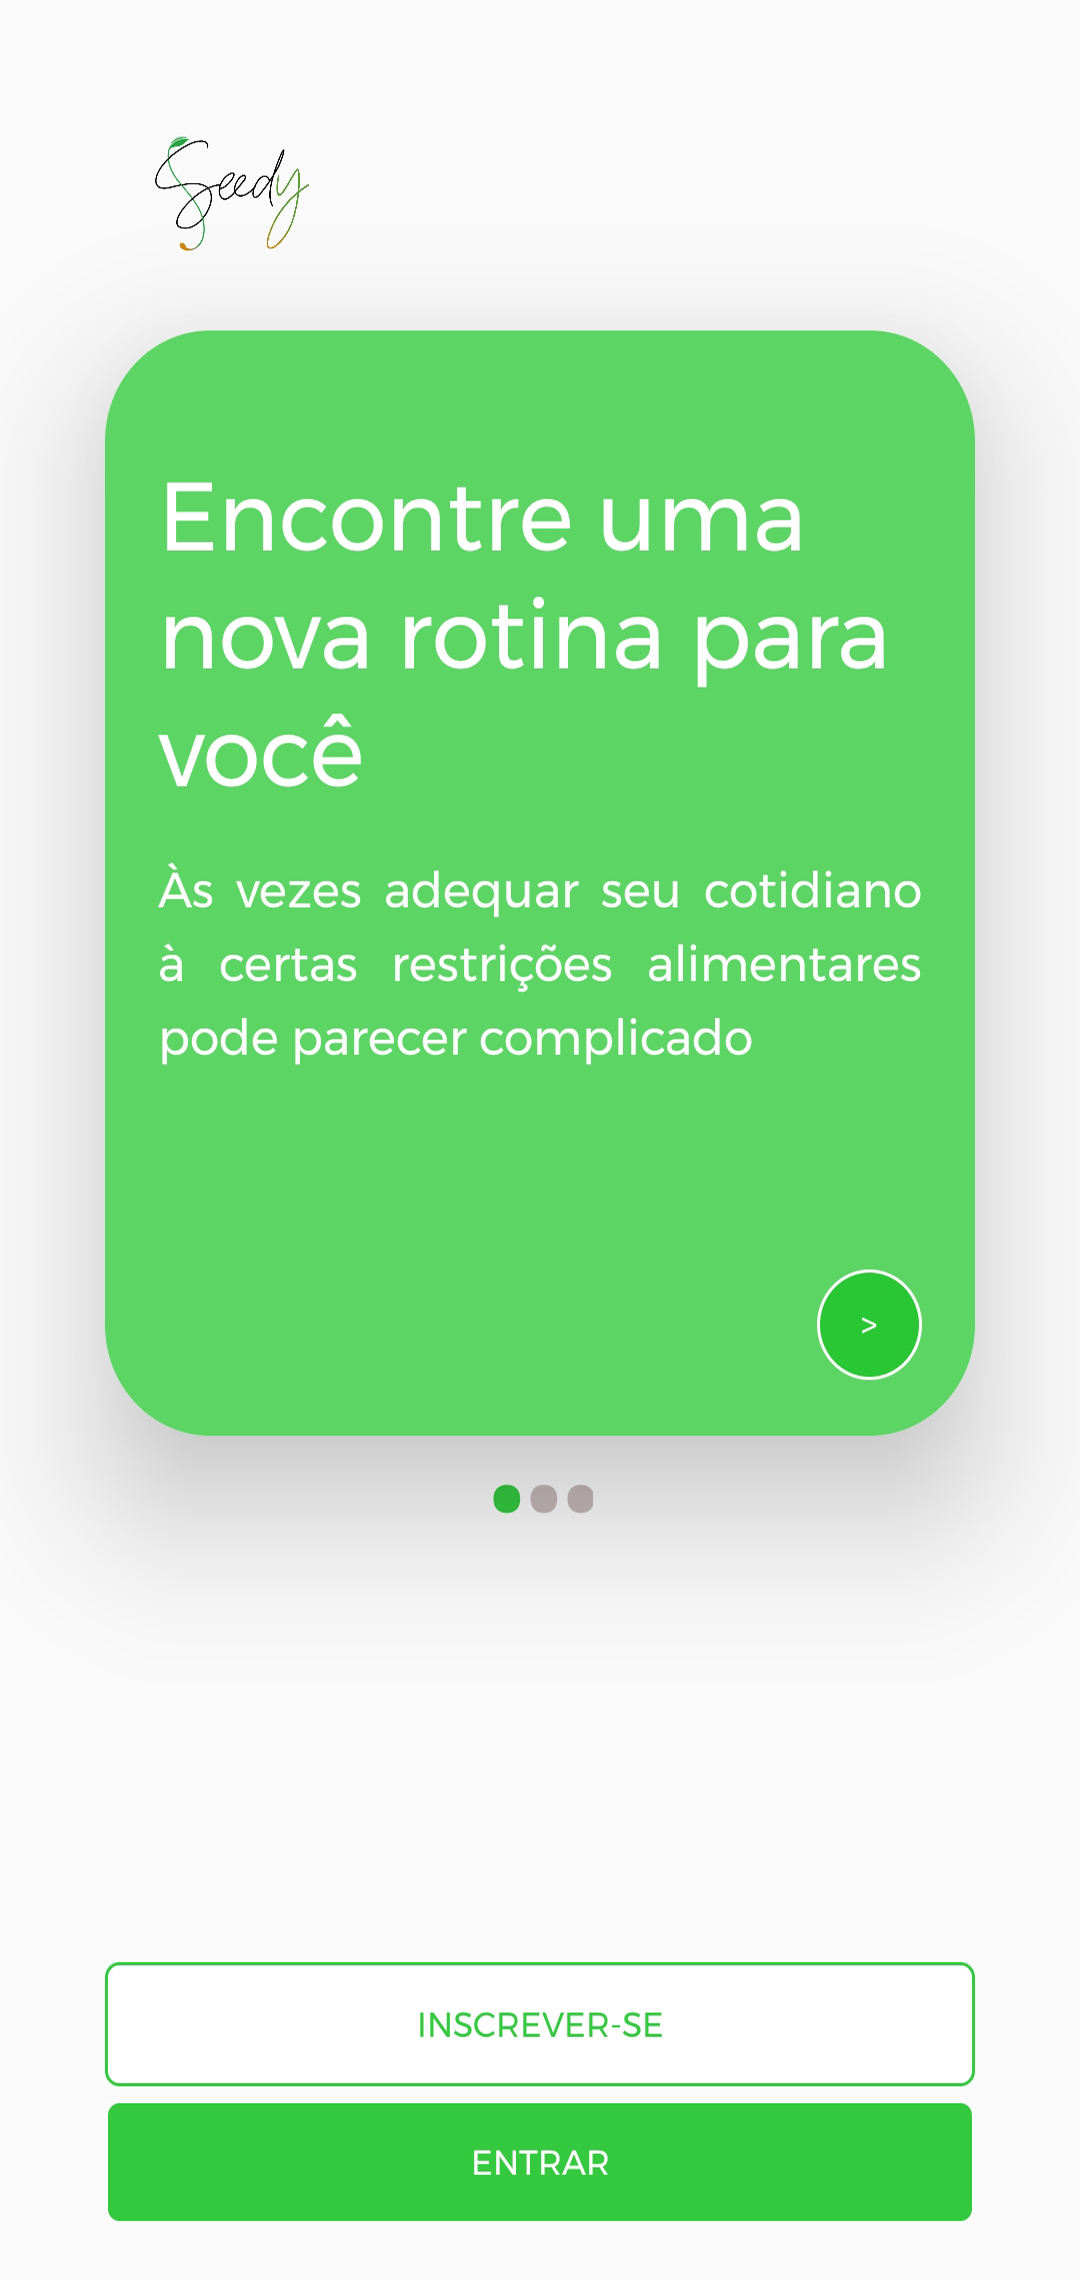 Seedy
Encontre uma
nova rotina para
você
Às vezes adequar seu cotidiano
à certas restrições alimentares
pode parecer complicado
>
INSCREVER-SE
ENTRAR